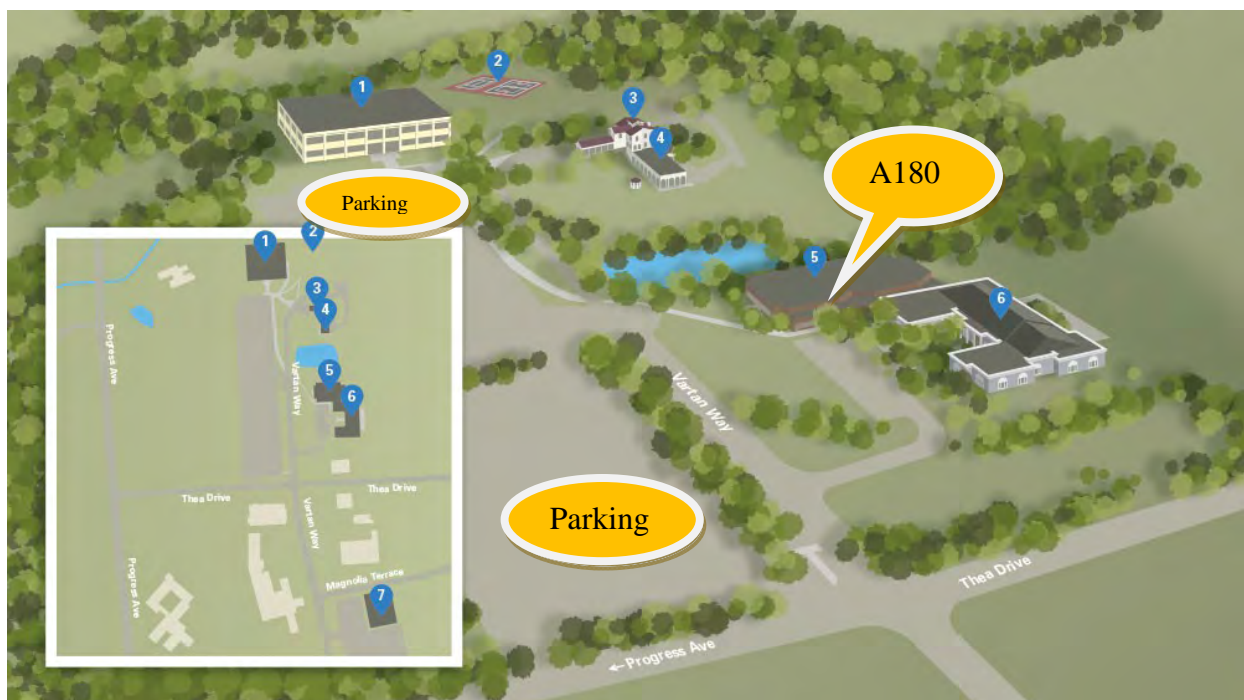 1
2
3
4
A180
Parking
5
6
Vartan Way
Parking
Thea Drive
←Progress Ave
1
2
3
4
5
6
Progress Ave
Vartan Way
Thea Drive
Thea Drive
Vartan Way
Progress Ave
Magnolia Terrace
7